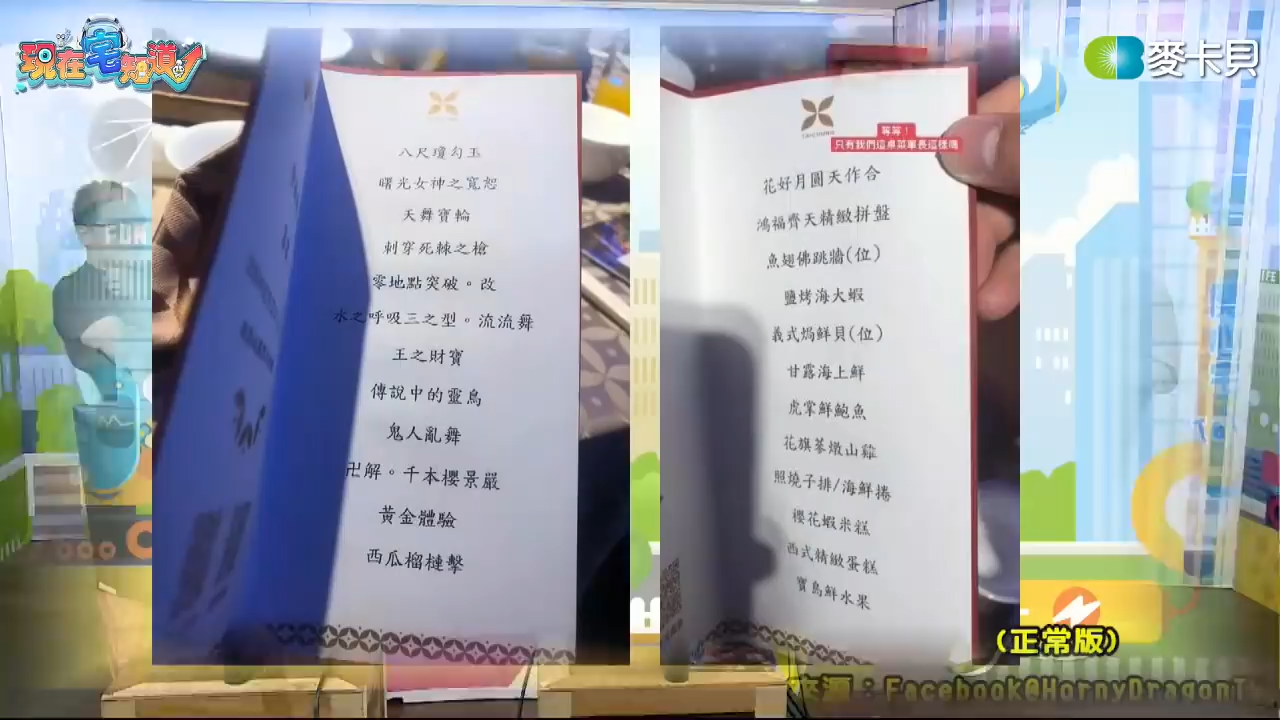 現在宅知道
麥卡貝
八尺瓊勾玉
曙光女神之寬恕
天舞寶輪
刺穿死棘之槍
零地點突破。改
水之呼吸三之型。流流舞
王之財寶
傳說中的靈鳥
鬼人亂舞
卍解。千本櫻景嚴
黃金體驗
西瓜榴槤擊
等等！
只有我們這桌菜單長這樣嗎
花好月圓天作合
鴻福齊天精緻拼盤
魚翅佛跳牆(位)
鹽烤海大蝦
義式焗鮮貝(位)
甘露海上鮮
虎掌鮮鮑魚
花旗蔘燉山雞
照燒子排/海鮮捲
櫻花蝦米糕
西式精緻蛋糕
寶島鮮水果
(正常版)
來源：Facebook@HornyDragonT